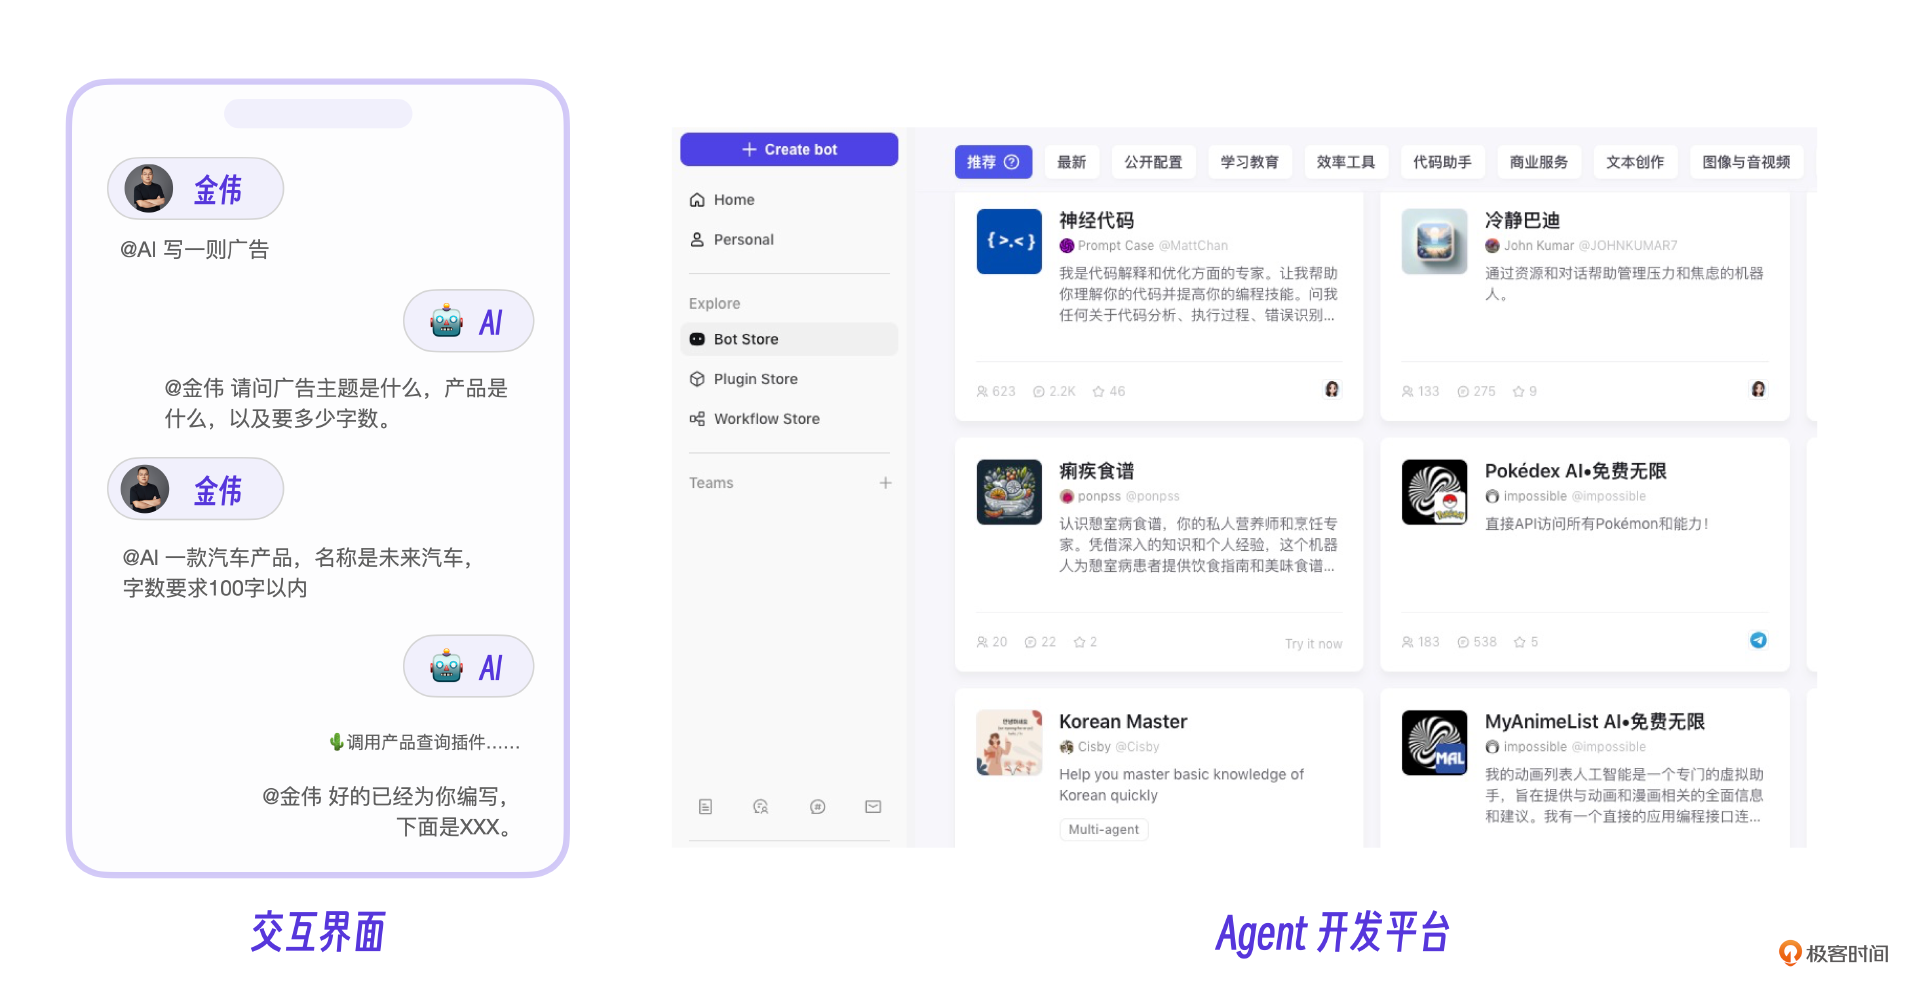 金伟
@AI 写一则广告
AI
@金伟 请问广告主题是什么，产品是
什么，以及要多少字数。
金伟
@AI 一款汽车产品，名称是未来汽车，
字数要求100字以内
AI
🌵调用产品查询插件……
@金伟 好的已经为你编写，
下面是XXX。
交互界面
+ Create bot
Home
Personal
Explore
Bot Store
Plugin Store
Workflow Store
Teams +
推荐 最新 公开配置 学习教育 效率工具 代码助手 商业服务 文本创作 图像与音视频
{>.<}
神经代码
Prompt Case @MattChan
我是代码解释和优化方面的专家。让我帮助
你理解你的代码并提高你的编程技能。问我
任何关于代码分析、执行过程、错误识别...
623 2.2K 46
冷静巴迪
John Kumar @JOHNKUMAR7
通过资源和对话帮助管理压力和焦虑的机器
人。
133 275 9
痢疾食谱
ponpss @ponpss
认识憩室病食谱，你的私人营养师和烹饪专
家。凭借深入的知识和个人经验，这个机器
人为憩室病患者提供饮食指南和美味食谱...
20 22 2 Try it now
Pokédex AI•免费无限
impossible @impossible
直接API访问所有Pokémon和能力！
183 538 5
Korean Master
Cisby @Cisby
Help you master basic knowledge of
Korean quickly
Multi-agent
MAL
MyAnimeList AI•免费无限
impossible @impossible
我的动画列表人工智能是一个专门的虚拟助
手，旨在提供与动画和漫画相关的全面信息
和建议。我有一个直接的应用编程接口连...
Agent 开发平台
极客时间